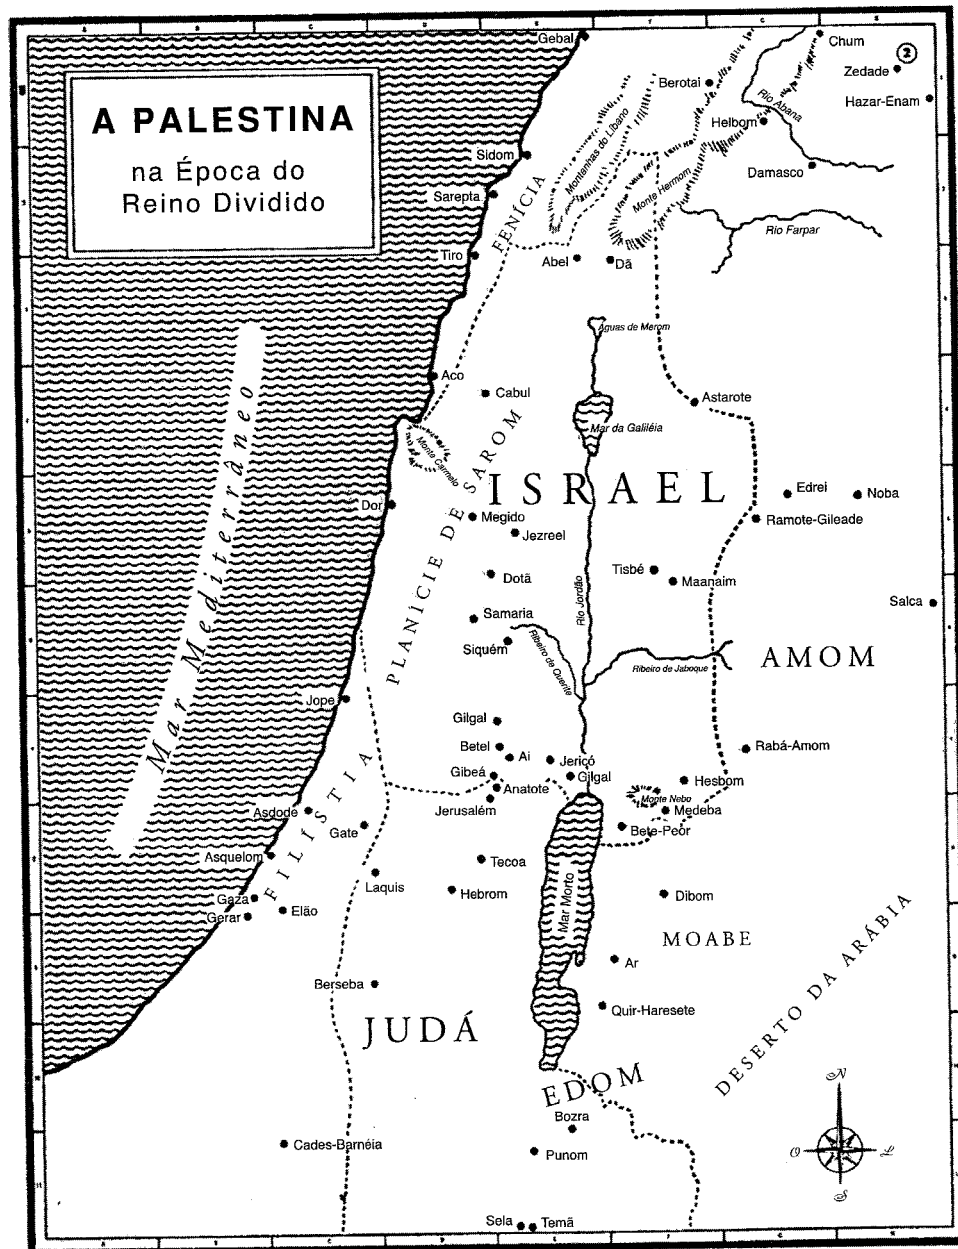 A PALESTINA
na Época do
Reino Dividido
2
Gebal
Chum
Zedade
Hazar-Enam
Berotai
Rio Abana
Helbom
Damasco
Montanhas do Líbano
Monte Hermom
Sidom
Sarepta
FENÍCIA
Rio Farpar
Tiro
Abel
Dã
Águas de Merom
Aco
Cabul
Astarote
Mar da Galiléia
Monte Carmelo
Mar Mediterrâneo
PLANÍCIE DE SAROM
ISRAEL
Edrei
Noba
Dor
Megido
Ramote-Gileade
Jezreel
Dotã
Tisbé
Maanaim
Rio Jordão
Salca
Samaria
Siquém
Ribeiro de Querite
Ribeiro de Jaboque
AMOM
Jope
Gilgal
Betel
Ai
Jericó
Rabá-Amom
Gibeá
Gilgal
Hesbom
Anatote
Monte Nebo
Jerusalém
Medeba
Asdode
FILÍSTIA
Gate
Bete-Peor
Asquelom
Tecoa
Laquis
Hebrom
Mar Morto
Dibom
Gaza
Gerar
Elão
MOABE
DESERTO DA ARÁBIA
Ar
Berseba
Quir-Haresete
JUDÁ
EDOM
Bozra
Cades-Barnéia
Punom
N
O
L
S
Sela
Temã